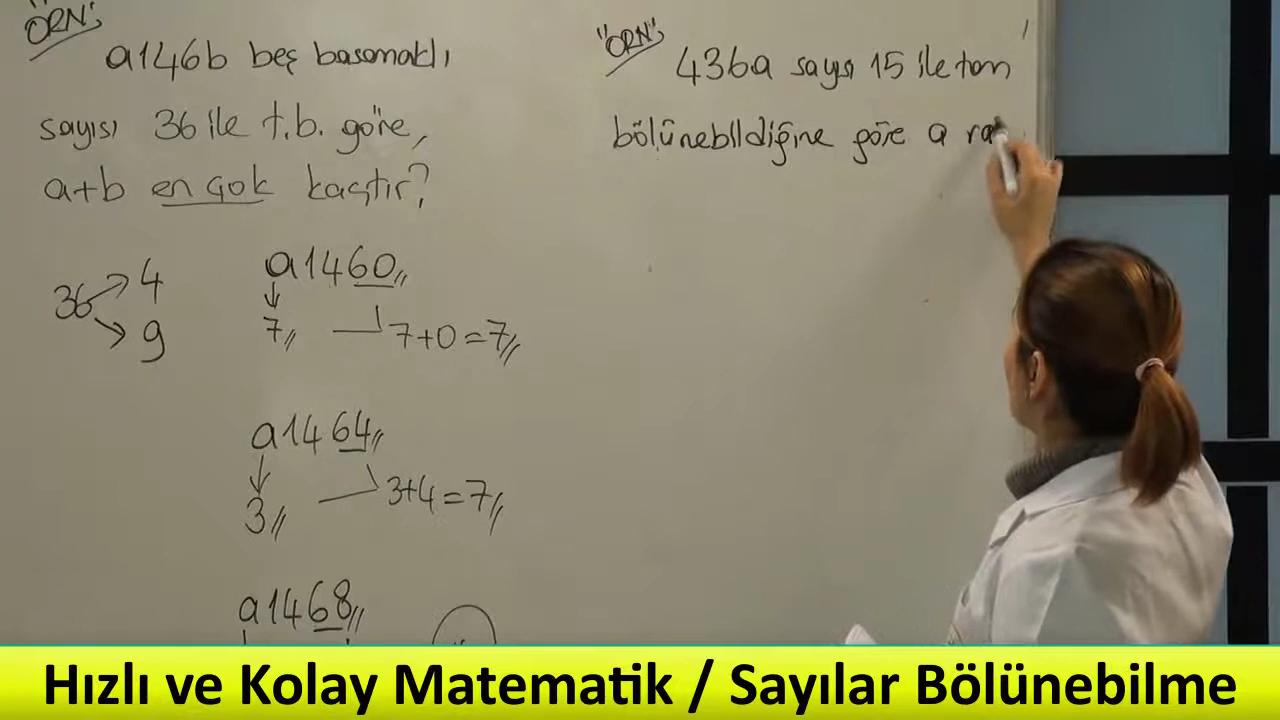 "ÖRN";
a146b beş basamaklı
sayısı 36 ile t.b. göre,
a+b en çok kaçtır?
36 → 4
→ 9
a1460
7
7+0=7
a1464
3
3+4=7
a1468
"ÖRN"
436a sayısı 15 ile tam
bölünebildiğine göre a ra
Hızlı ve Kolay Matematik / Sayılar Bölünebilme